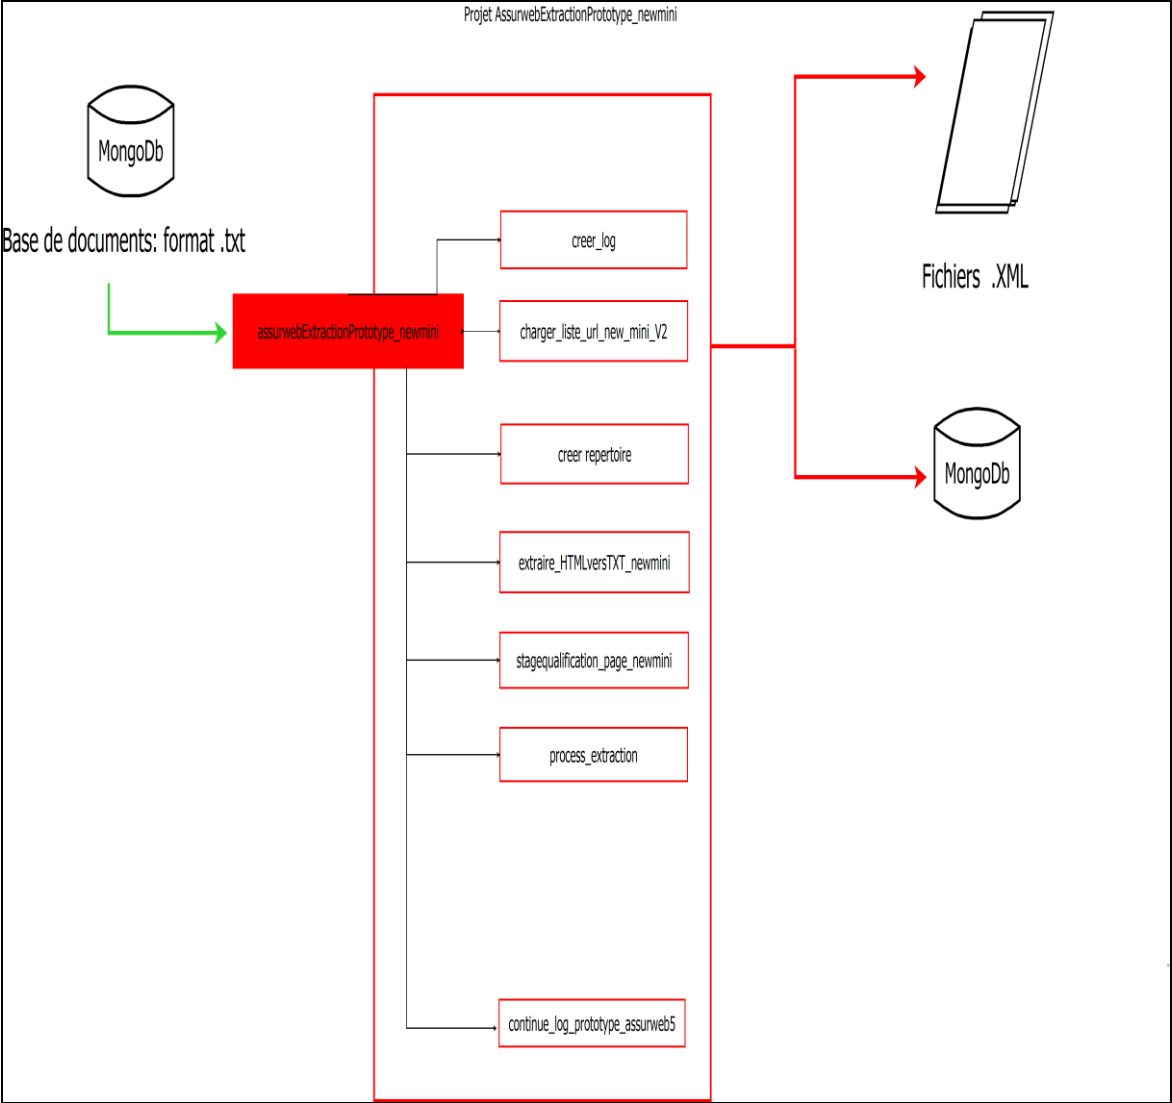 Projet AssurwebExtractionPrototype_newmini
MongoDb
Base de documents: format .txt
assurwebExtractionPrototype_newmini
creer_log
charger_liste_url_new_mini_V2
creer repertoire
extraire_HTMLversTXT_newmini
stagequalification_page_newmini
process_extraction
continue_log_prototype_assurweb5
Fichiers .XML
MongoDb